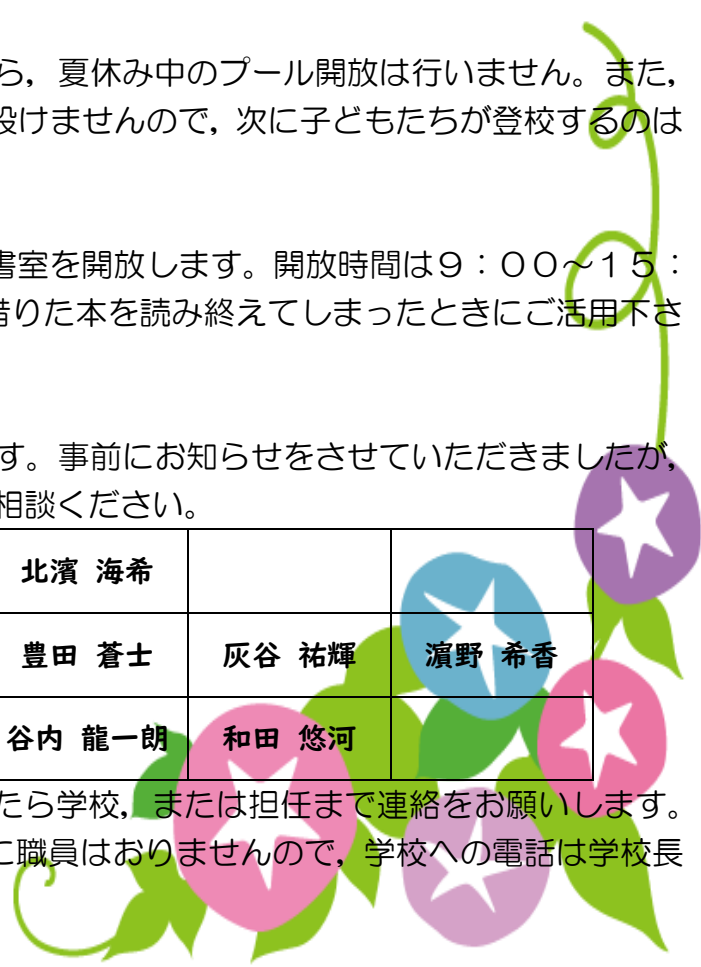 ら，夏休み中のプール開放は行いません。また，
設けませんので，次に子どもたちが登校するのは
書室を開放します。開放時間は９：００～１５：
借りた本を読み終えてしまったときにご活用下さ
す。事前にお知らせをさせていただきましたが，
相談ください。
北濱 海希
豊田 蒼士 灰谷 祐輝 濵野 希香
谷内 龍一朗 和田 悠河
たら学校，または担任まで連絡をお願いします。
に職員はおりませんので，学校への電話は学校長